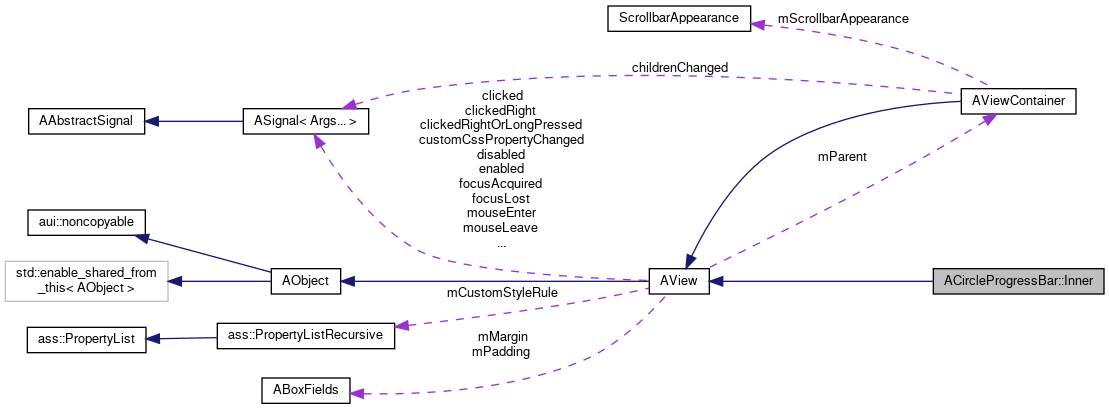 ScrollbarAppearance
mScrollbarAppearance
childrenChanged
AViewContainer
AAbstractSignal
ASignal< Args... >
clicked
clickedRight
clickedRightOrLongPressed
customCssPropertyChanged
disabled
enabled
focusAcquired
focusLost
mouseEnter
mouseLeave
...
mParent
aui::noncopyable
std::enable_shared_from
_this< AObject >
AObject
AView
ACircleProgressBar::Inner
mCustomStyleRule
ass::PropertyList
ass::PropertyListRecursive
mMargin
mPadding
ABoxFields